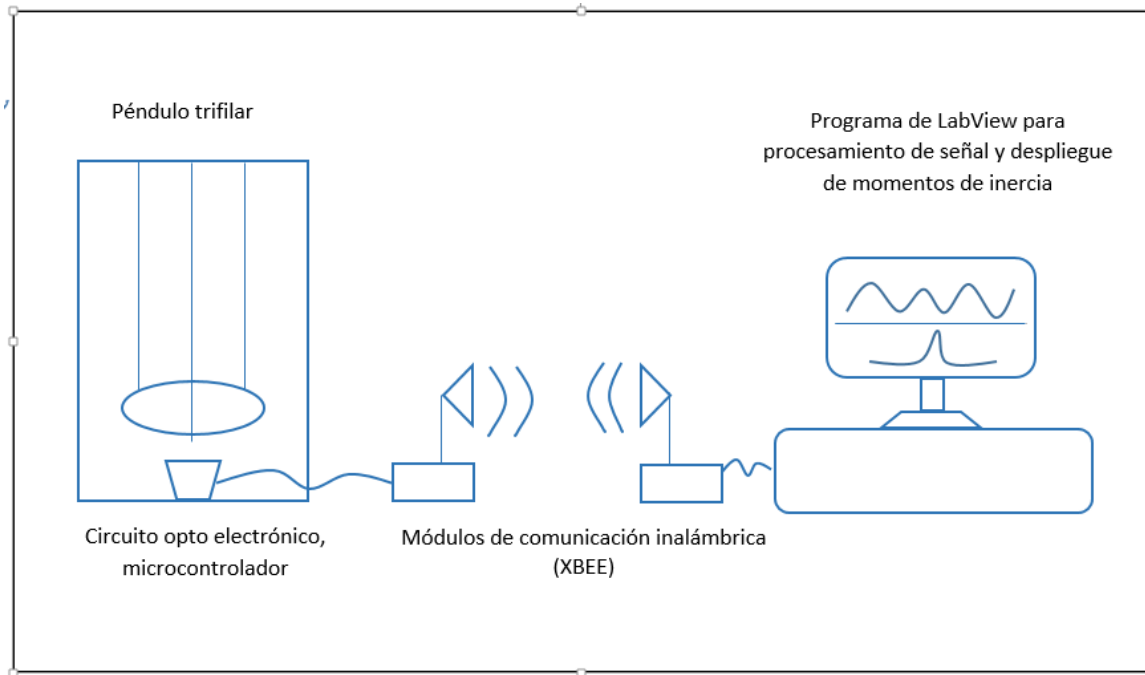 Péndulo trifilar
Programa de LabView para
procesamiento de señal y despliegue
de momentos de inercia
Circuito opto electrónico,
microcontrolador
Módulos de comunicación inalámbrica
(XBEE)